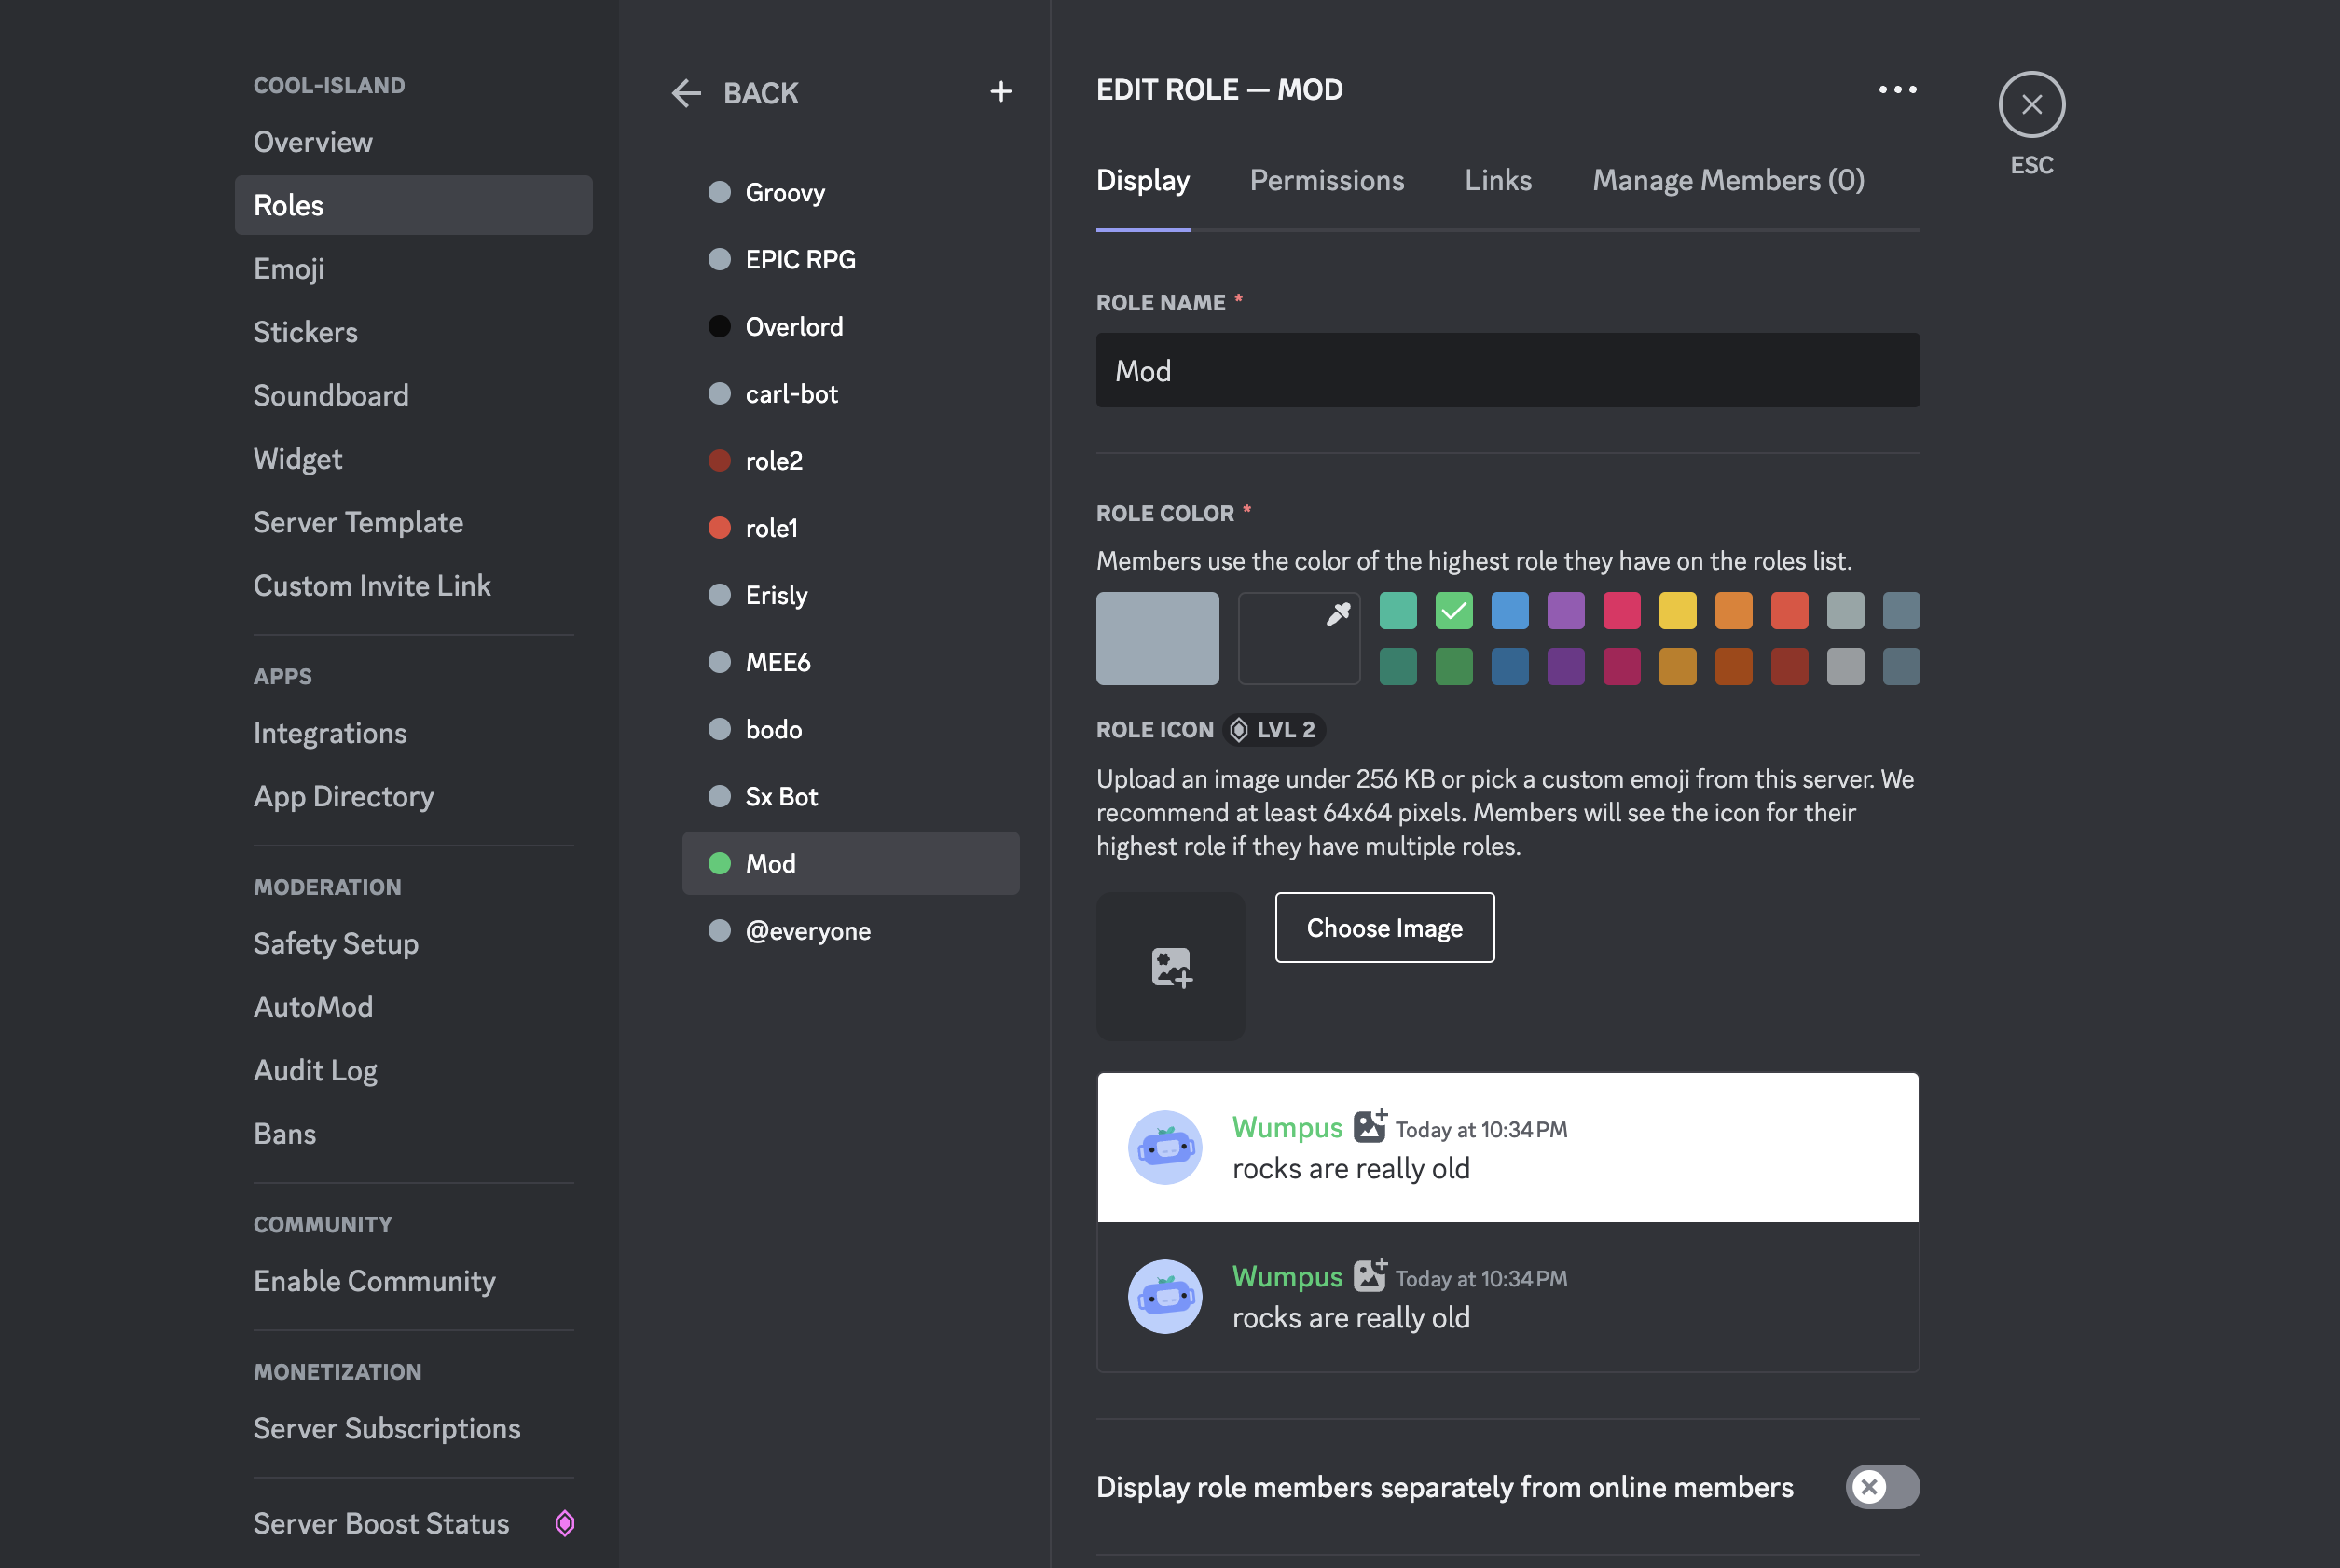 COOL-ISLAND
Overview
Roles
Emoji
Stickers
Soundboard
Widget
Server Template
Custom Invite Link
APPS
Integrations
App Directory
MODERATION
Safety Setup
AutoMod
Audit Log
Bans
COMMUNITY
Enable Community
MONETIZATION
Server Subscriptions
Server Boost Status
BACK
Groovy
EPIC RPG
Overlord
carl-bot
role2
role1
Erisly
MEE6
bodo
Sx Bot
Mod
@everyone
EDIT ROLE — MOD
ESC
Display Permissions Links Manage Members (0)
ROLE NAME *
Mod
ROLE COLOR *
Members use the color of the highest role they have on the roles list.
ROLE ICON LVL 2
Upload an image under 256 KB or pick a custom emoji from this server. We
recommend at least 64x64 pixels. Members will see the icon for their
highest role if they have multiple roles.
Choose Image
Wumpus Today at 10:34 PM
rocks are really old
Wumpus Today at 10:34 PM
rocks are really old
Display role members separately from online members